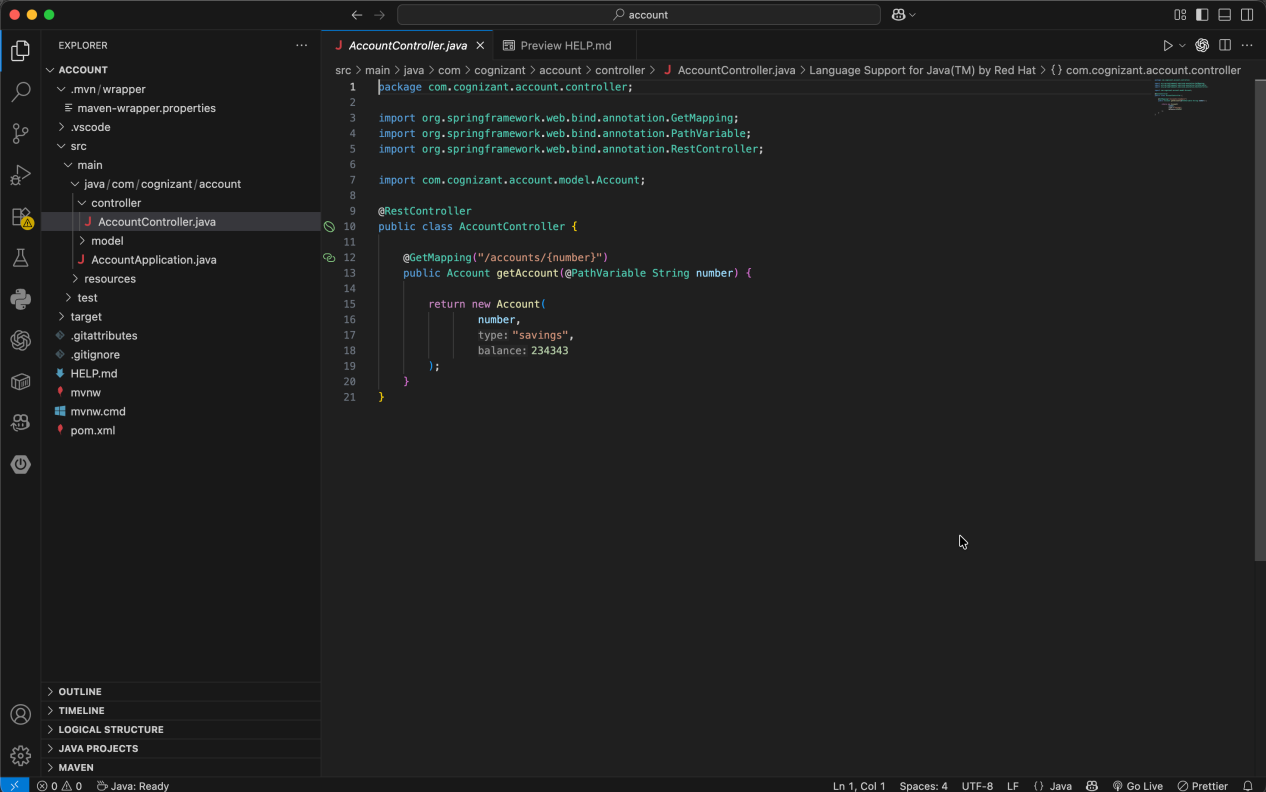 account
EXPLORER
ACCOUNT
.mvn/wrapper
maven-wrapper.properties
.vscode
src
main
java/com/cognizant/account
controller
AccountController.java
model
AccountApplication.java
resources
test
target
.gitattributes
.gitignore
HELP.md
mvnw
mvnw.cmd
pom.xml
OUTLINE
TIMELINE
LOGICAL STRUCTURE
JAVA PROJECTS
MAVEN
AccountController.java
Preview HELP.md
src > main > java > com > cognizant > account > controller > AccountController.java > Language Support for Java(TM) by Red Hat > {} com.cognizant.account.controller
1 package com.cognizant.account.controller;
2
3 import org.springframework.web.bind.annotation.GetMapping;
4 import org.springframework.web.bind.annotation.PathVariable;
5 import org.springframework.web.bind.annotation.RestController;
6
7 import com.cognizant.account.model.Account;
8
9 @RestController
10 public class AccountController {
11
12 @GetMapping("/accounts/{number}")
13 public Account getAccount(@PathVariable String number) {
14
15 return new Account(
16 number,
17 type: "savings",
18 balance: 234343
19 );
20 }
21 }
0 0 Java: Ready Ln 1, Col 1 Spaces: 4 UTF-8 LF {} Java Go Live Prettier